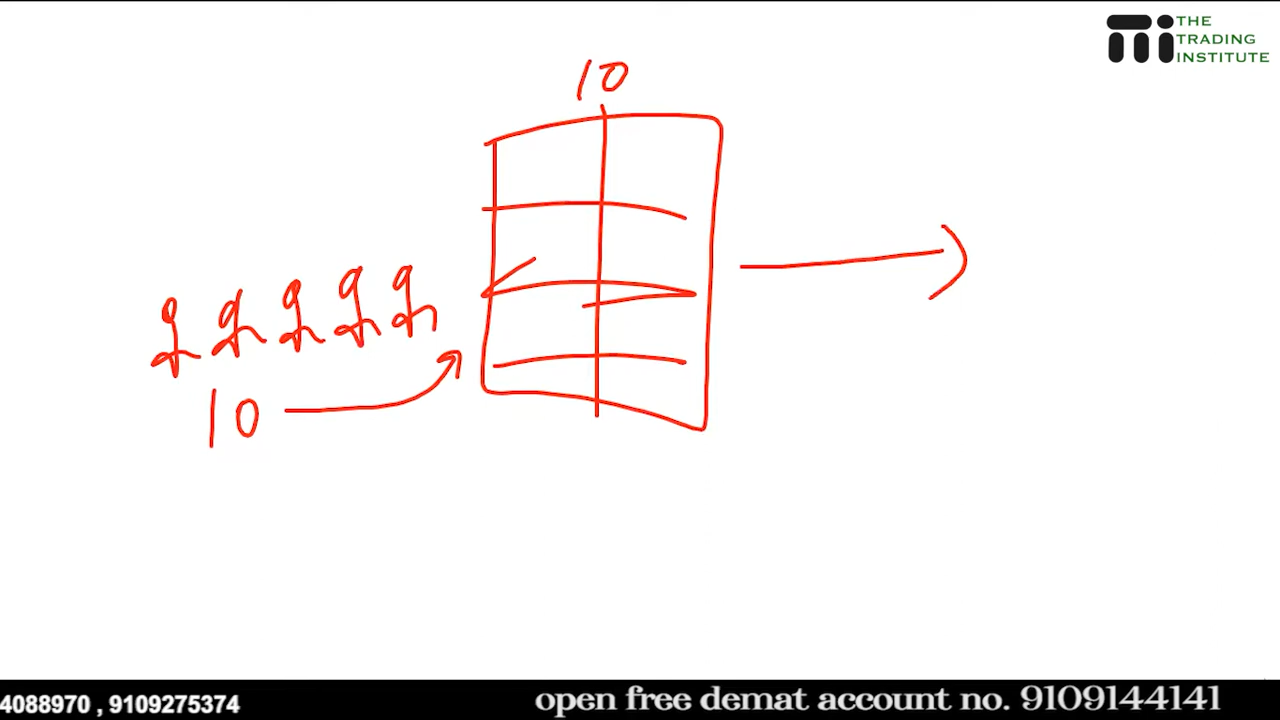 THE
TRADING
INSTITUTE
10
10
4088970 , 9109275374
open free demat account no. 9109144141